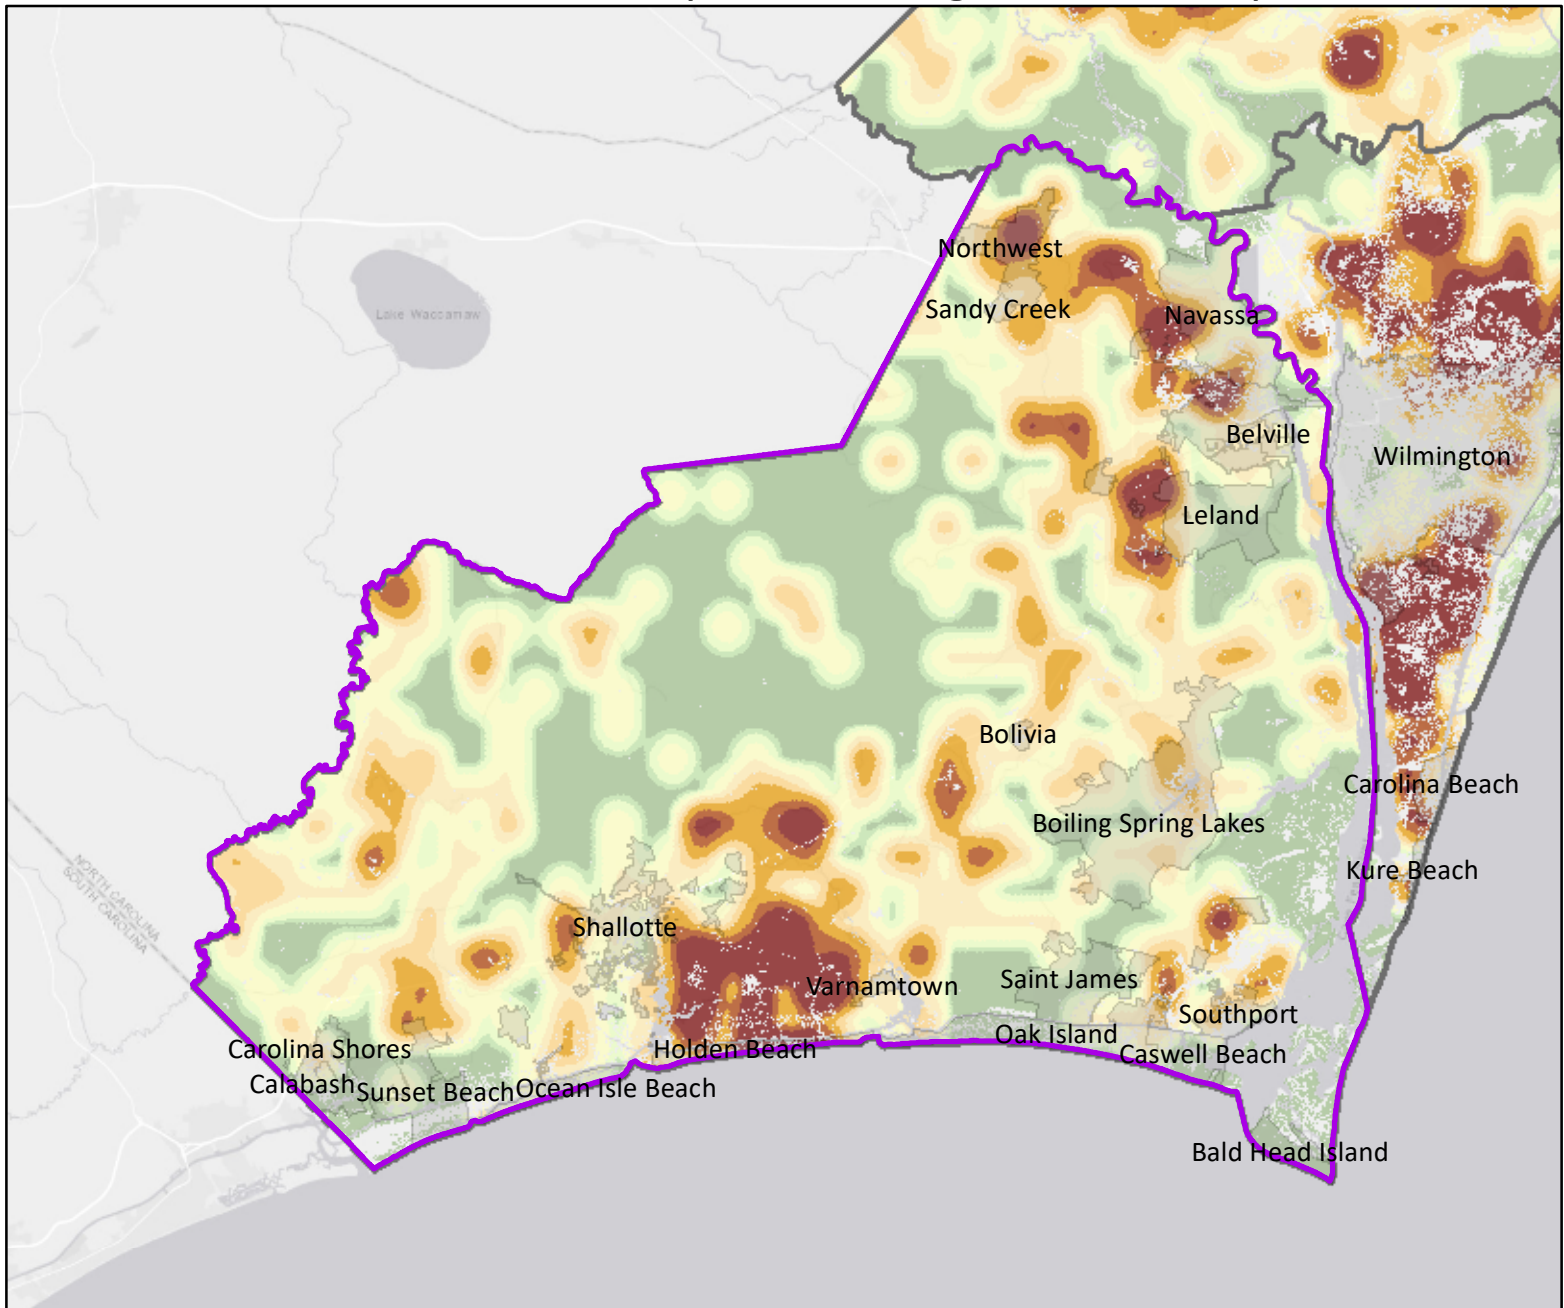 Northwest
Sandy Creek
Navassa
Lake Waccamaw
Belville
Wilmington
Leland
Bolivia
Carolina Beach
Boiling Spring Lakes
Kure Beach
NORTH CAROLINA
SOUTH CAROLINA
Shallotte
Saint James
Varnamtown
Southport
Oak Island
Carolina Shores
Holden Beach
Caswell Beach
Calabash
Sunset Beach
Ocean Isle Beach
Bald Head Island